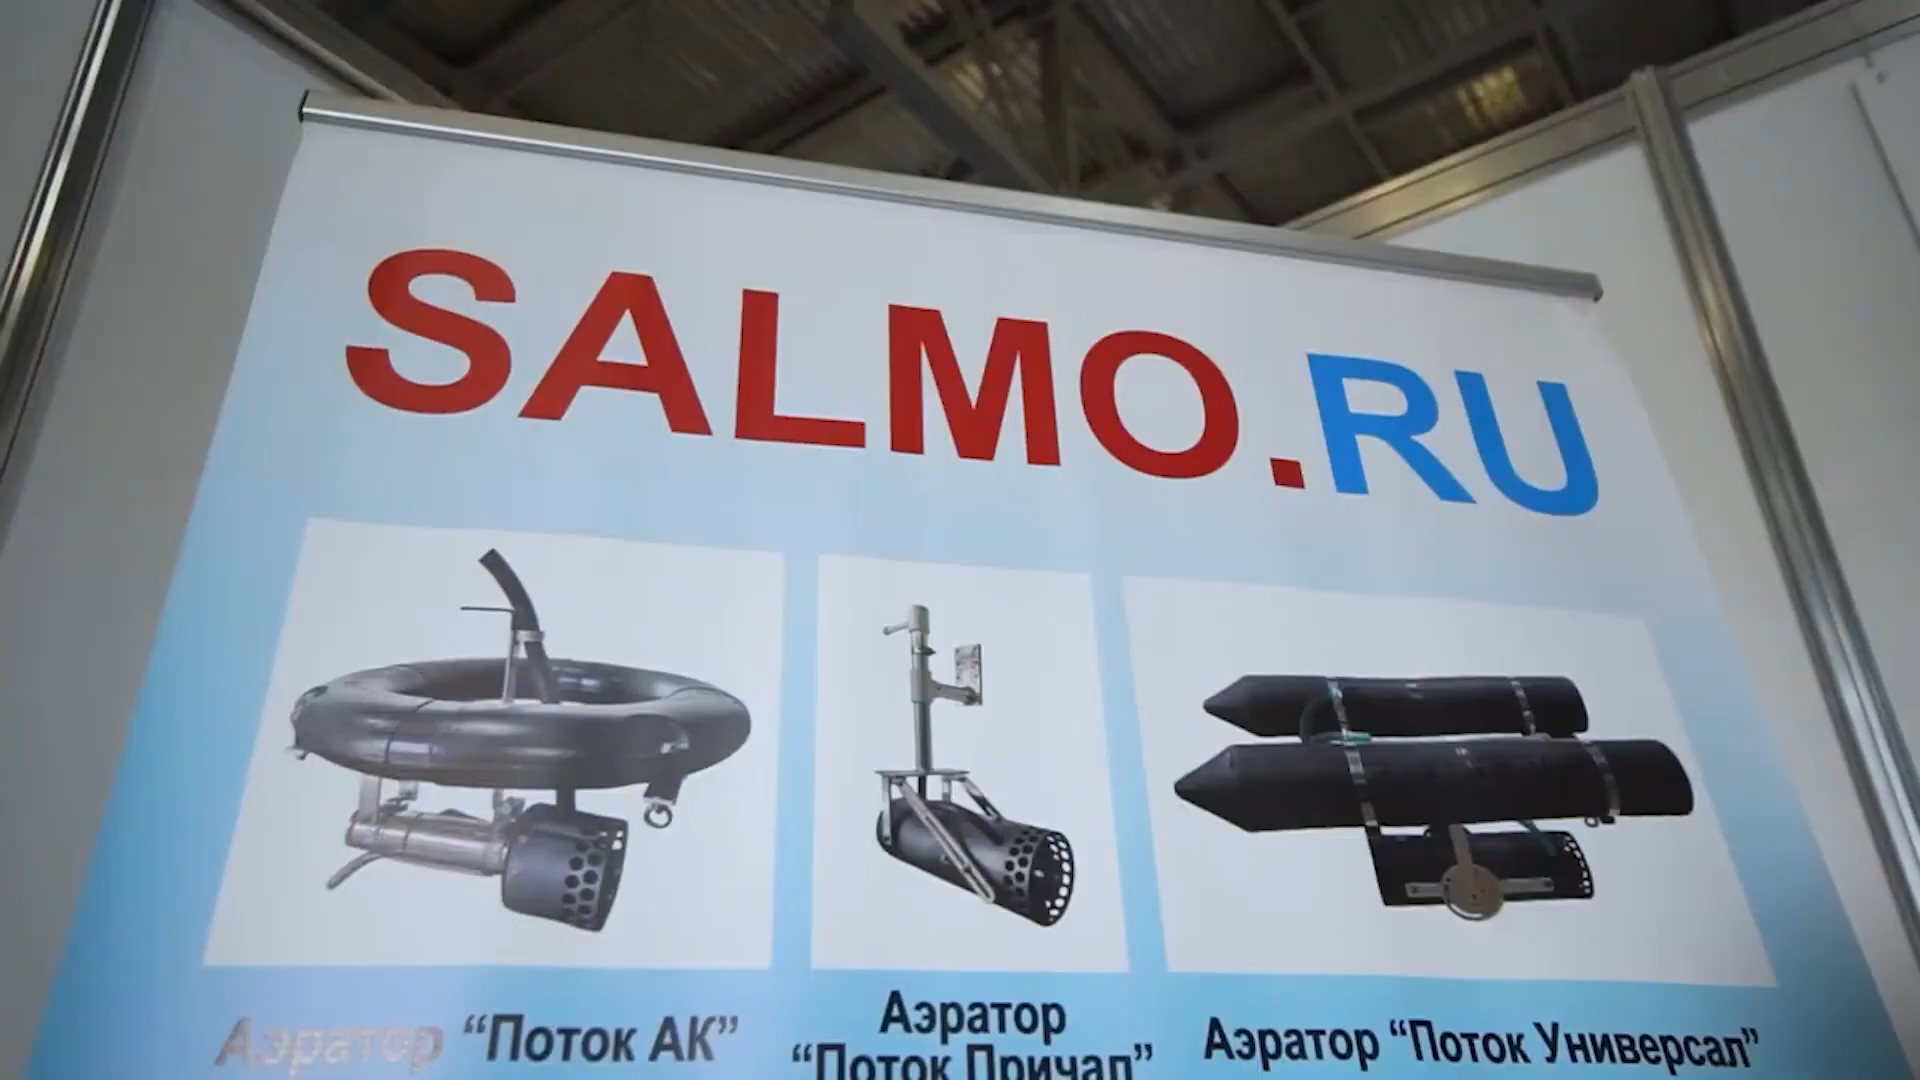 SALMO.RU
Аэратор “Поток АК”
Аэратор
“Поток Причал”
Аэратор “Поток Универсал”